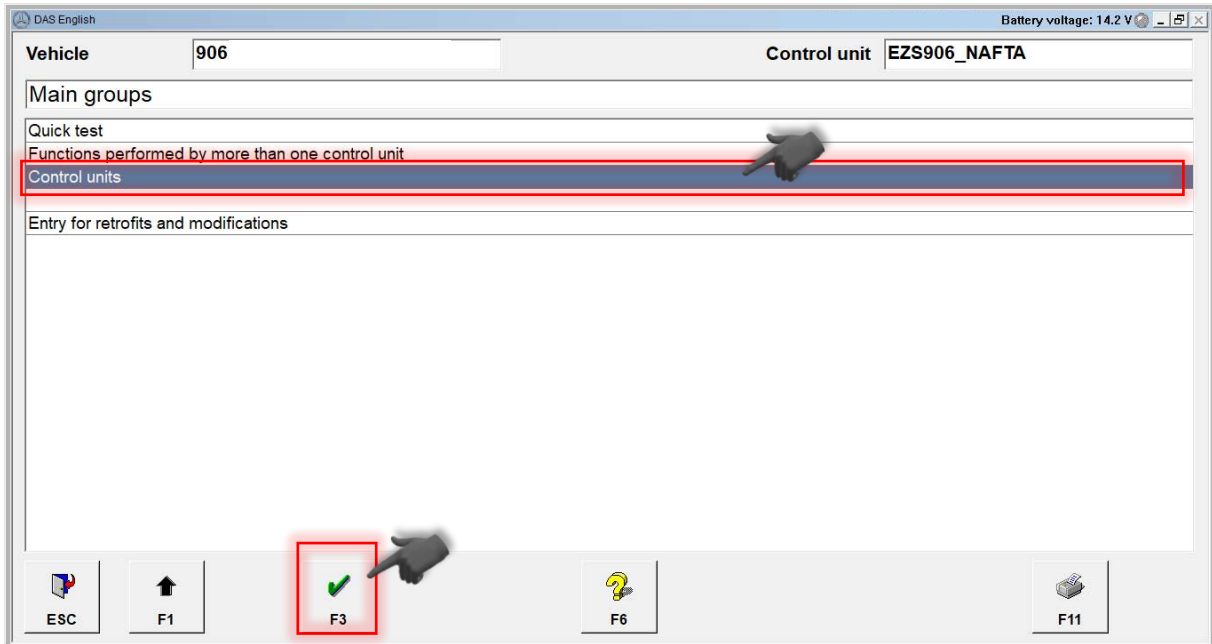 DAS English Battery voltage: 14.2 V
Vehicle 906 Control unit EZS906_NAFTA
Main groups
Quick test
Functions performed by more than one control unit
Control units
Entry for retrofits and modifications
ESC F1 F3 F6 F11